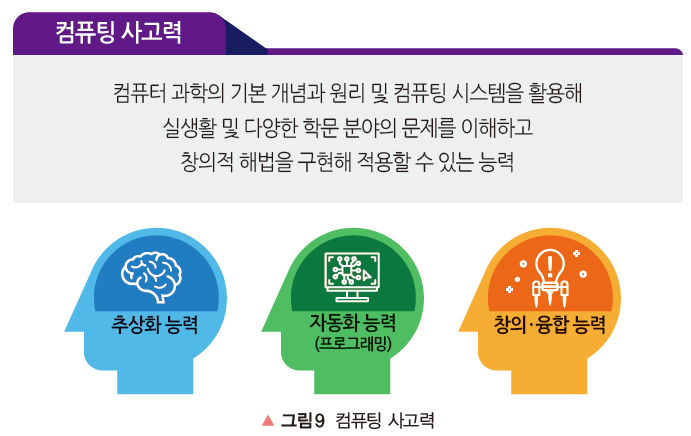 컴퓨팅 사고력
컴퓨터 과학의 기본 개념과 원리 및 컴퓨팅 시스템을 활용해
실생활 및 다양한 학문 분야의 문제를 이해하고
창의적 해법을 구현해 적용할 수 있는 능력
추상화 능력
자동화 능력
(프로그래밍)
창의·융합 능력
▲ 그림9 컴퓨팅 사고력